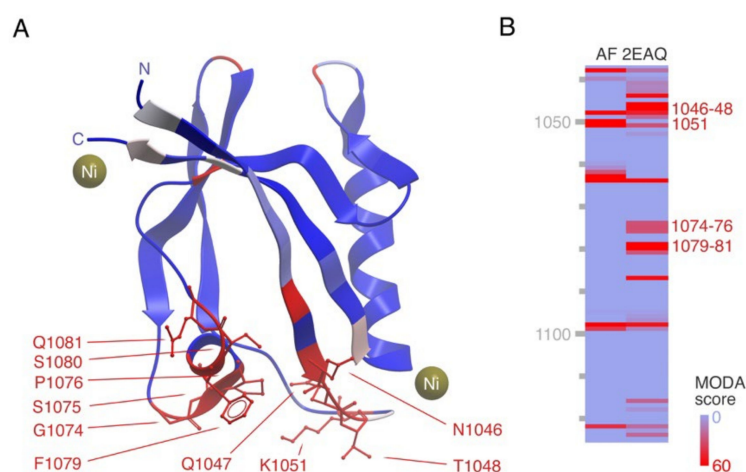 A
N
C
Ni
Q1081
S1080
P1076
S1075
G1074
F1079
Q1047
K1051
N1046
T1048
Ni
B
AF 2EAQ
1050
1100
1046-48
1051
1074-76
1079-81
MODA
score
0
60